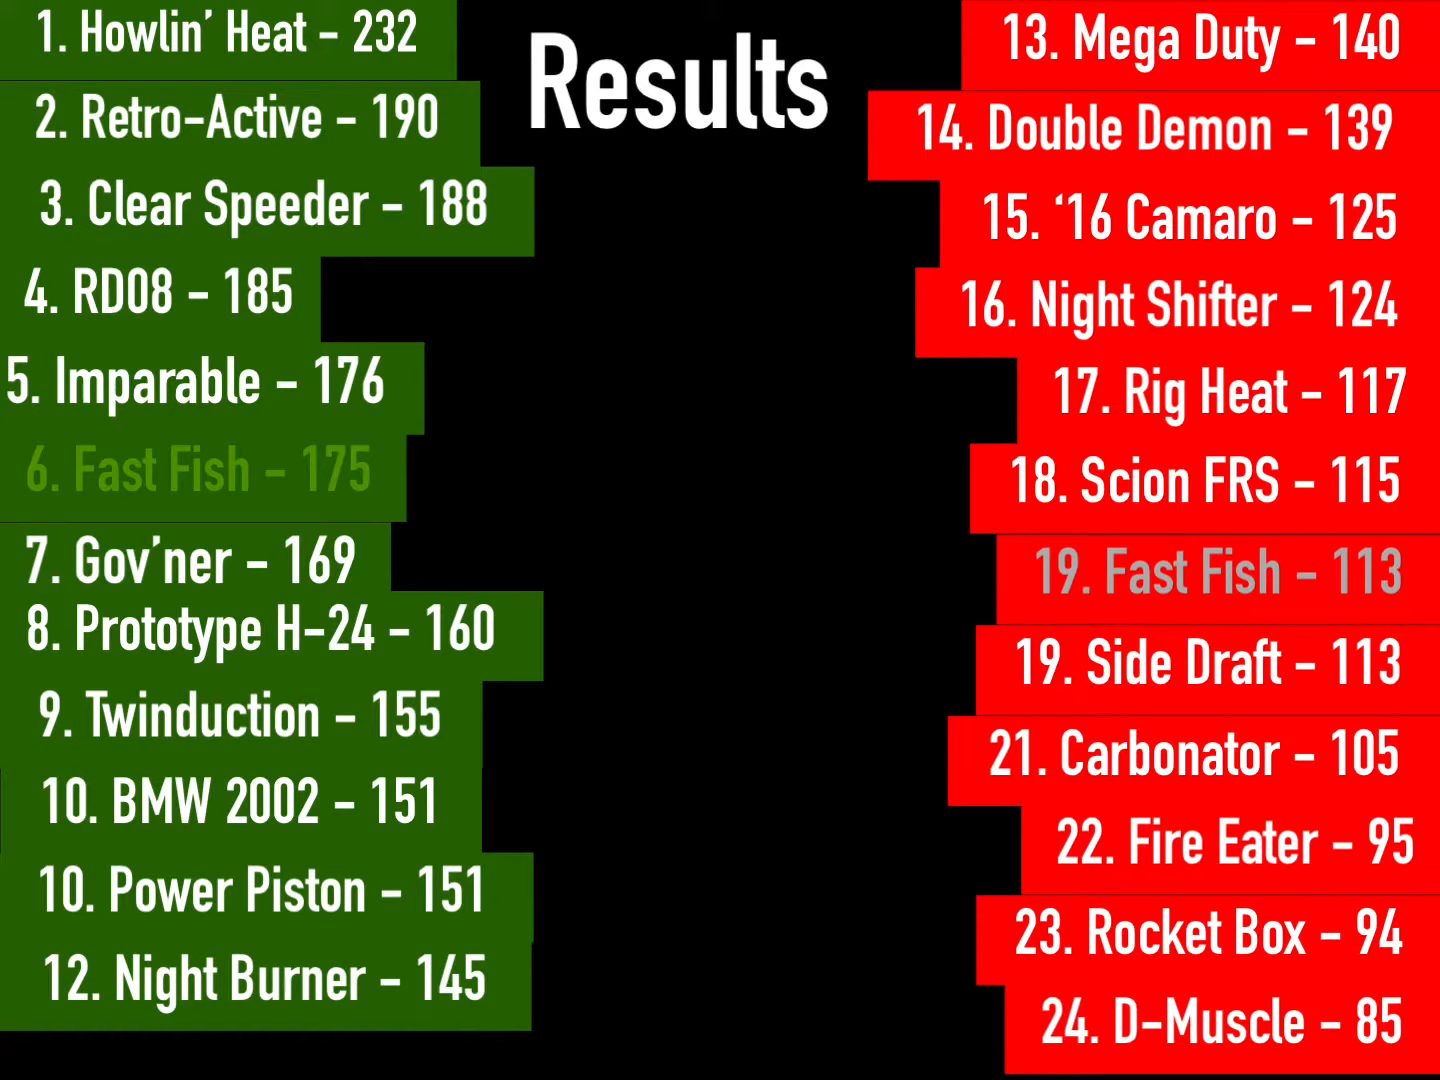 Results
1. Howlin’ Heat – 232
2. Retro-Active – 190
3. Clear Speeder – 188
4. RD08 – 185
5. Imparable – 176
6. Fast Fish – 175
7. Gov’ner – 169
8. Prototype H-24 – 160
9. Twinduction – 155
10. BMW 2002 – 151
10. Power Piston – 151
12. Night Burner – 145
13. Mega Duty – 140
14. Double Demon – 139
15. ‘16 Camaro – 125
16. Night Shifter – 124
17. Rig Heat – 117
18. Scion FRS – 115
19. Fast Fish – 113
19. Side Draft – 113
21. Carbonator – 105
22. Fire Eater – 95
23. Rocket Box – 94
24. D-Muscle – 85